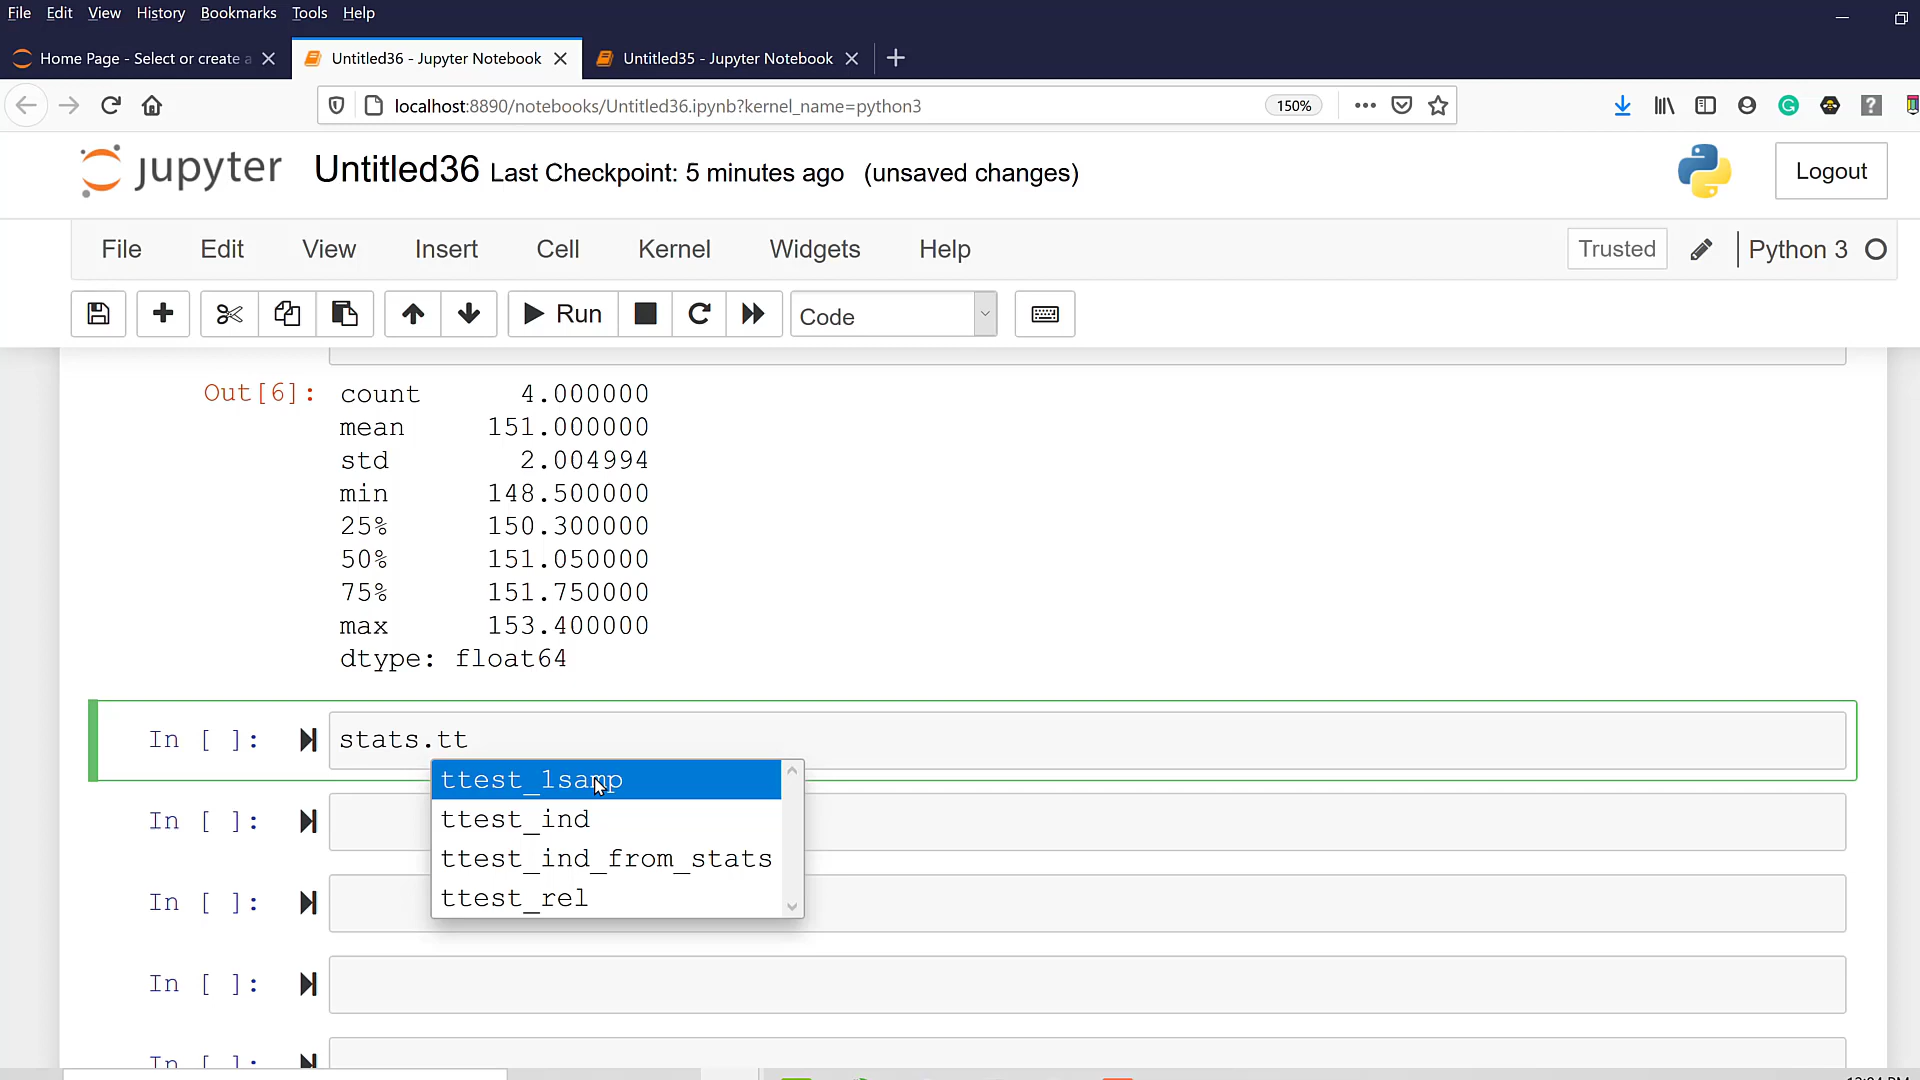 File Edit View History Bookmarks Tools Help
Home Page - Select or create a
Untitled36 - Jupyter Notebook
Untitled35 - Jupyter Notebook
localhost:8890/notebooks/Untitled36.ipynb?kernel_name=python3
150%
jupyter Untitled36 Last Checkpoint: 5 minutes ago (unsaved changes)
Logout
File Edit View Insert Cell Kernel Widgets Help
Trusted
Python 3
Run
Code
Out[6]: count 4.000000
mean 151.000000
std 2.004994
min 148.500000
25% 150.300000
50% 151.050000
75% 151.750000
max 153.400000
dtype: float64
In [ ]: stats.tt
ttest_1samp
ttest_ind
ttest_ind_from_stats
ttest_rel
In [ ]:
In [ ]:
In [ ]:
In [ ]: